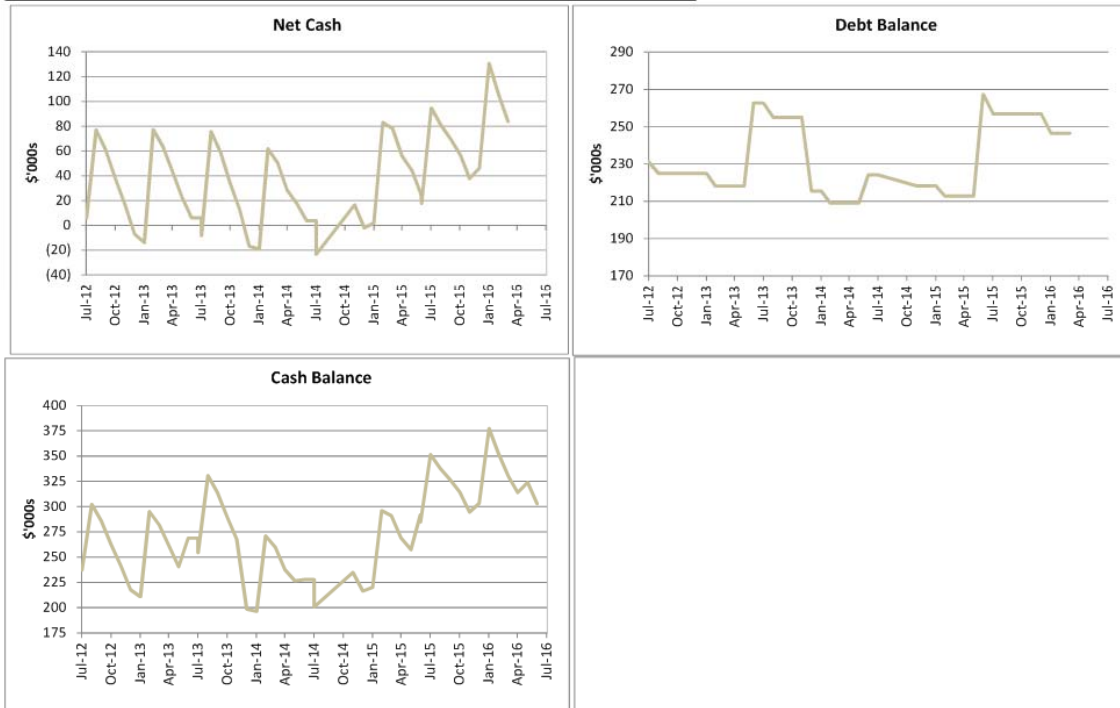 Net Cash
$'000s
140
120
100
80
60
40
20
0
(20)
(40)
Jul-12
Oct-12
Jan-13
Apr-13
Jul-13
Oct-13
Jan-14
Apr-14
Jul-14
Oct-14
Jan-15
Apr-15
Jul-15
Oct-15
Jan-16
Apr-16
Jul-16
Debt Balance
$'000s
290
270
250
230
210
190
170
Jul-12
Oct-12
Jan-13
Apr-13
Jul-13
Oct-13
Jan-14
Apr-14
Jul-14
Oct-14
Jan-15
Apr-15
Jul-15
Oct-15
Jan-16
Apr-16
Jul-16
Cash Balance
$'000s
400
375
350
325
300
275
250
225
200
175
Jul-12
Oct-12
Jan-13
Apr-13
Jul-13
Oct-13
Jan-14
Apr-14
Jul-14
Oct-14
Jan-15
Apr-15
Jul-15
Oct-15
Jan-16
Apr-16
Jul-16